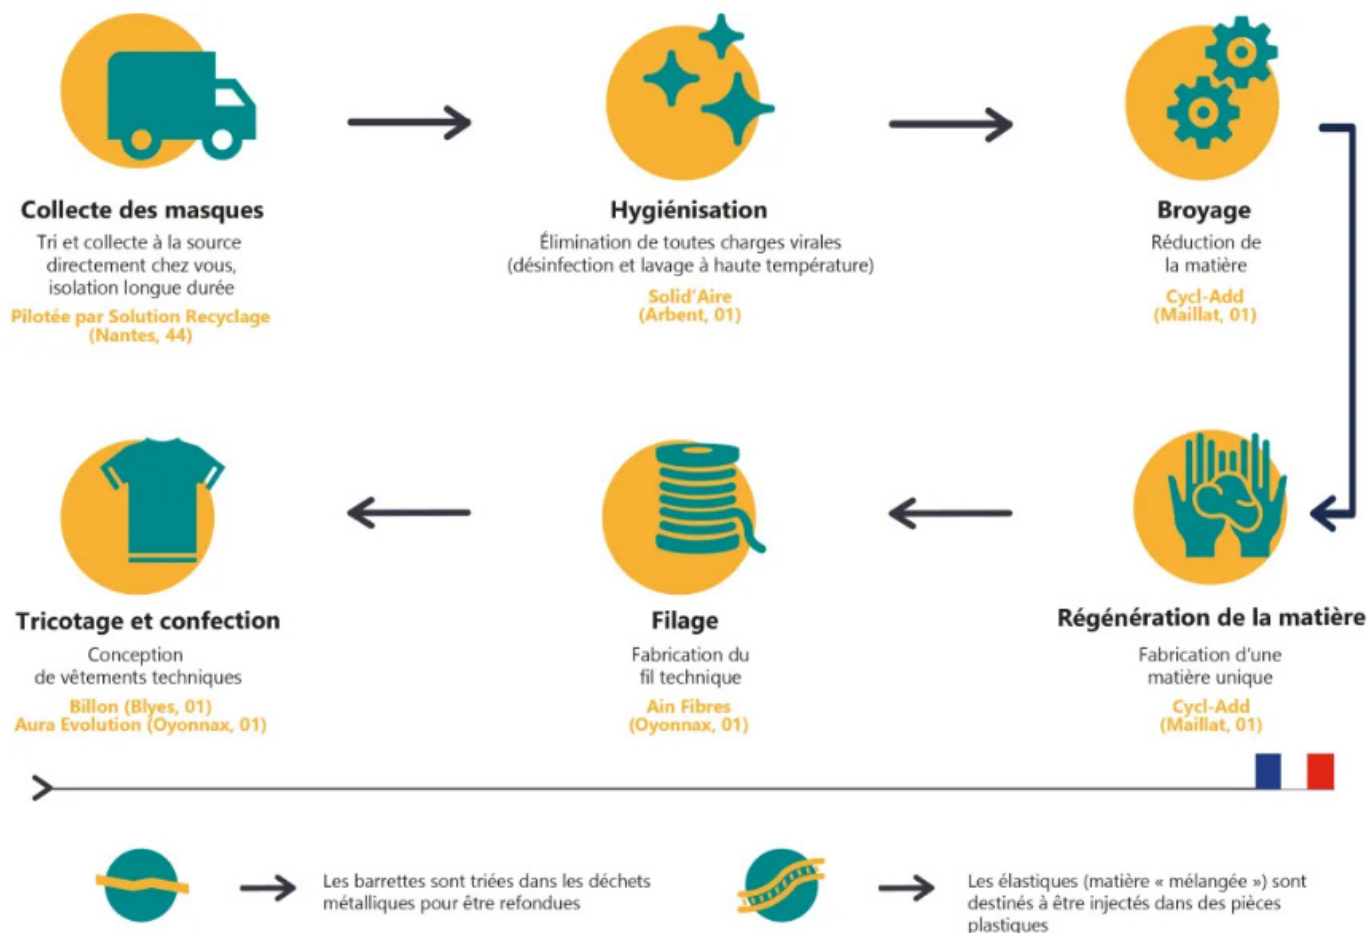 Collecte des masques
Tri et collecte à la source
directement chez vous,
isolation longue durée
Pilotée par Solution Recyclage
(Nantes, 44)
Hygiénisation
Élimination de toutes charges virales
(désinfection et lavage à haute température)
Solid'Aire
(Arbent, 01)
Broyage
Réduction de
la matière
Cycl-Add
(Maillat, 01)
Régénération de la matière
Fabrication d'une
matière unique
Cycl-Add
(Maillat, 01)
Filage
Fabrication du
fil technique
Ain Fibres
(Oyonnax, 01)
Tricotage et confection
Conception
de vêtements techniques
Billon (Blyes, 01)
Aura Evolution (Oyonnax, 01)
Les barrettes sont triées dans les déchets
métalliques pour être refondues
Les élastiques (matière « mélangée ») sont
destinés à être injectés dans des pièces
plastiques